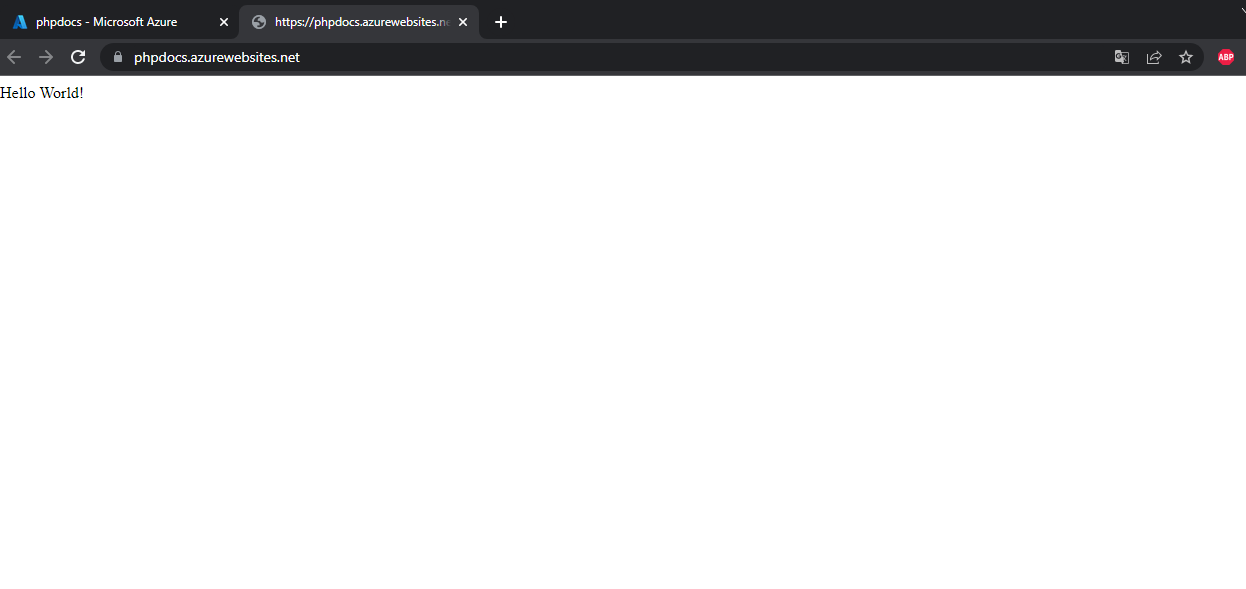 phpdocs - Microsoft Azure
https://phpdocs.azurewebsites.ne
phpdocs.azurewebsites.net
ABP
Hello World!